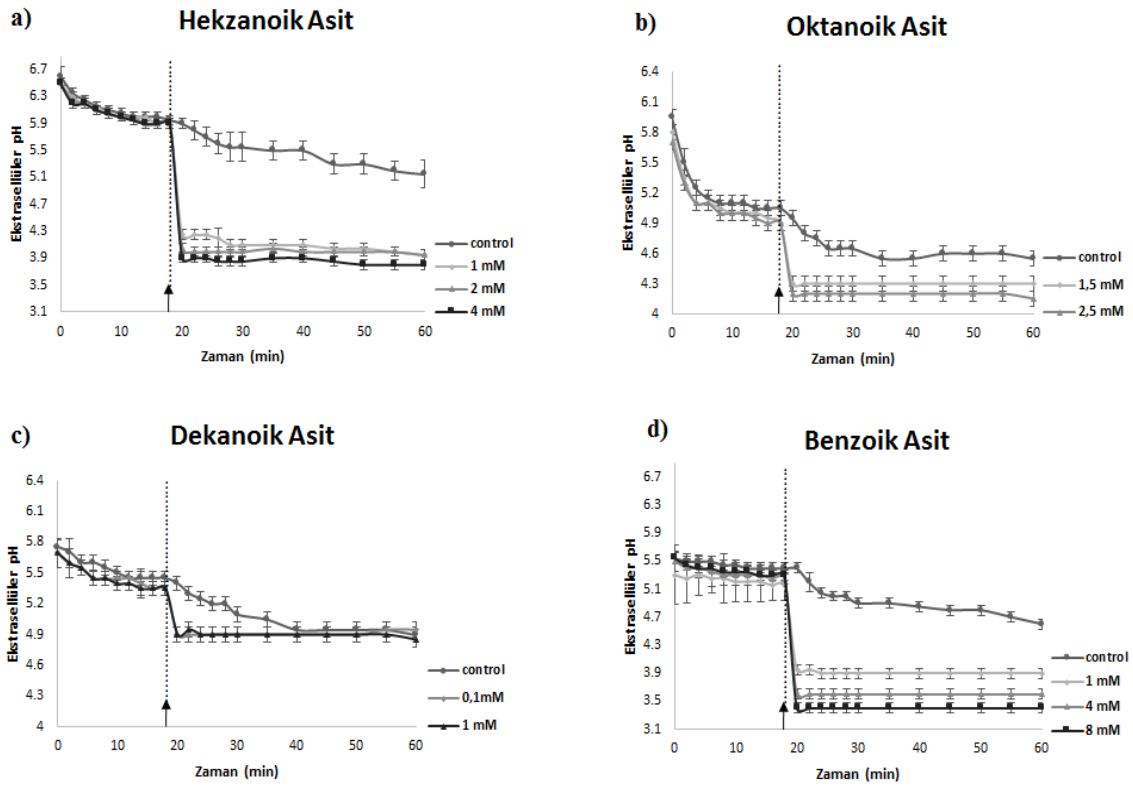 a)
Hekzanoik Asit
Ekstrasellüler pH
6.7
6.3
5.9
5.5
5.1
4.7
4.3
3.9
3.5
3.1
0
10
20
30
40
50
60
Zaman (min)
control
1 mM
2 mM
4 mM
b)
Oktanoik Asit
Ekstrasellüler pH
6.4
6.1
5.8
5.5
5.2
4.9
4.6
4.3
4
0
10
20
30
40
50
60
Zaman (min)
control
1,5 mM
2,5 mM
c)
Dekanoik Asit
Ekstrasellüler pH
6.4
6.1
5.8
5.5
5.2
4.9
4.6
4.3
4
0
10
20
30
40
50
60
Zaman (min)
control
0,1mM
1 mM
d)
Benzoik Asit
Ekstrasellüler pH
6.7
6.3
5.9
5.5
5.1
4.7
4.3
3.9
3.5
3.1
0
10
20
30
40
50
60
Zaman (min)
control
1 mM
4 mM
8 mM